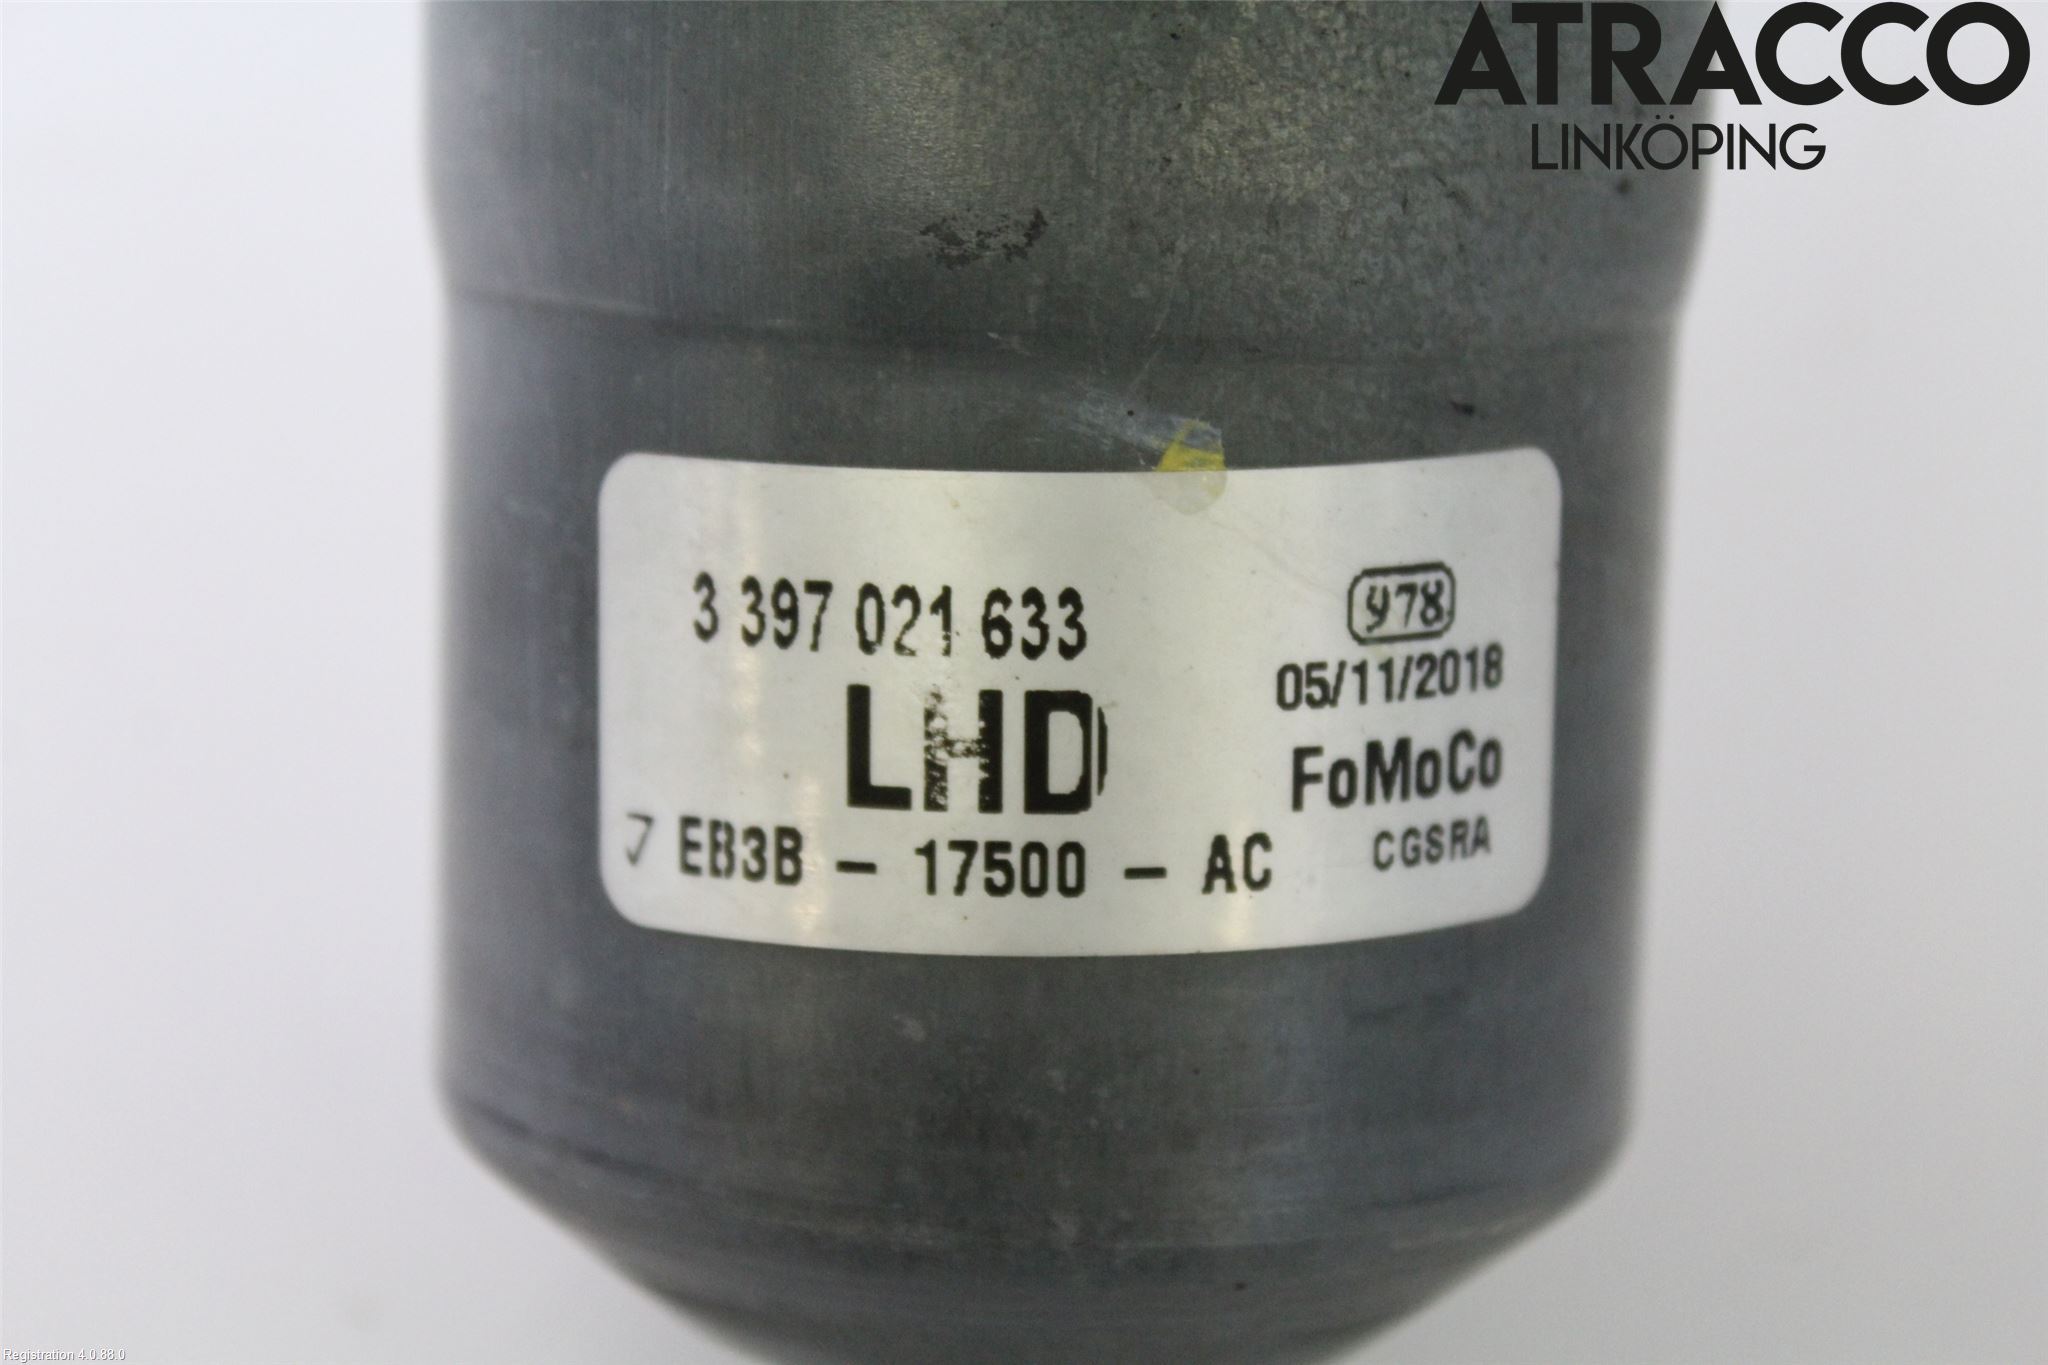 ATRACCO
LINKÖPING
3 397 021 633
978
LHD
05/11/2018
FoMoCo
EB3B - 17500 - AC
CGSRA
Registration 4.0.88.0